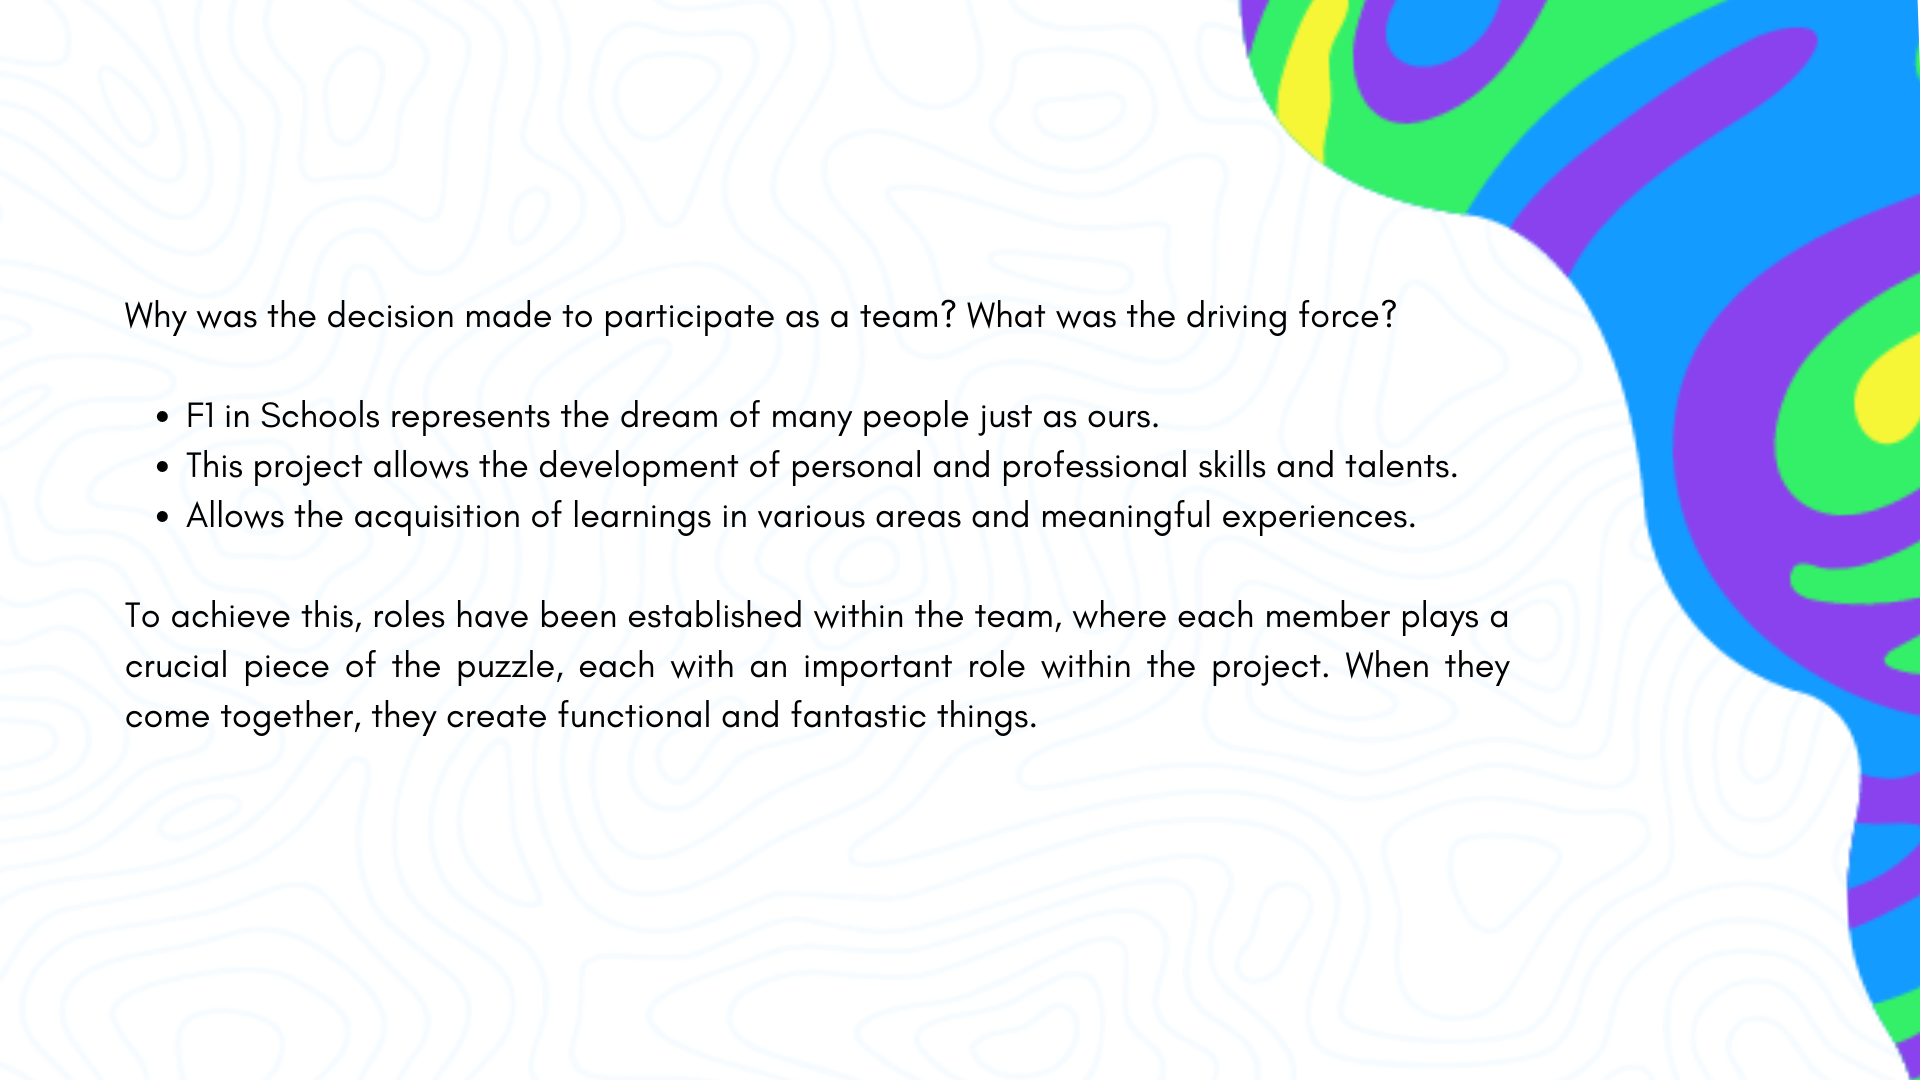 Why was the decision made to participate as a team? What was the driving force?
• F1 in Schools represents the dream of many people just as ours.
• This project allows the development of personal and professional skills and talents.
• Allows the acquisition of learnings in various areas and meaningful experiences.
To achieve this, roles have been established within the team, where each member plays a
crucial piece of the puzzle, each with an important role within the project. When they
come together, they create functional and fantastic things.